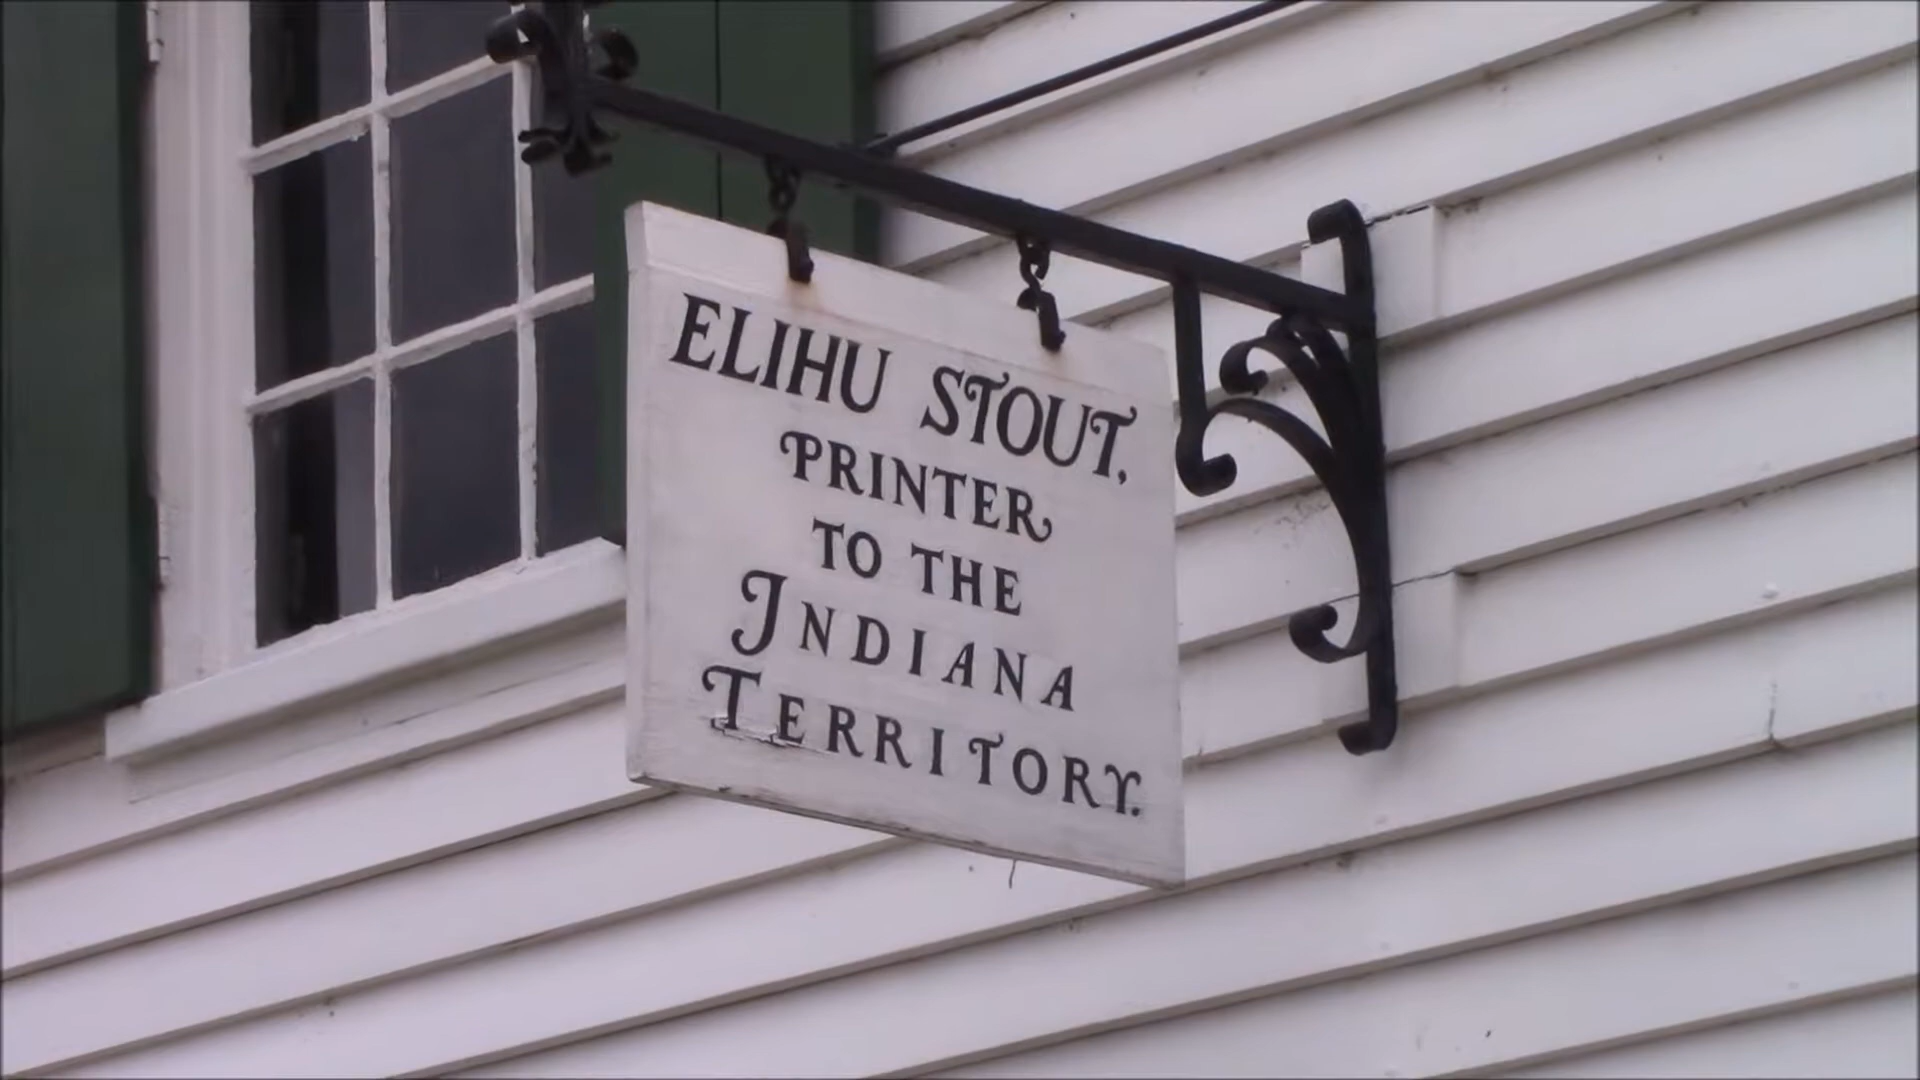 ELIHU STOUT,
PRINTER
TO THE
INDIANA
TERRITORY.